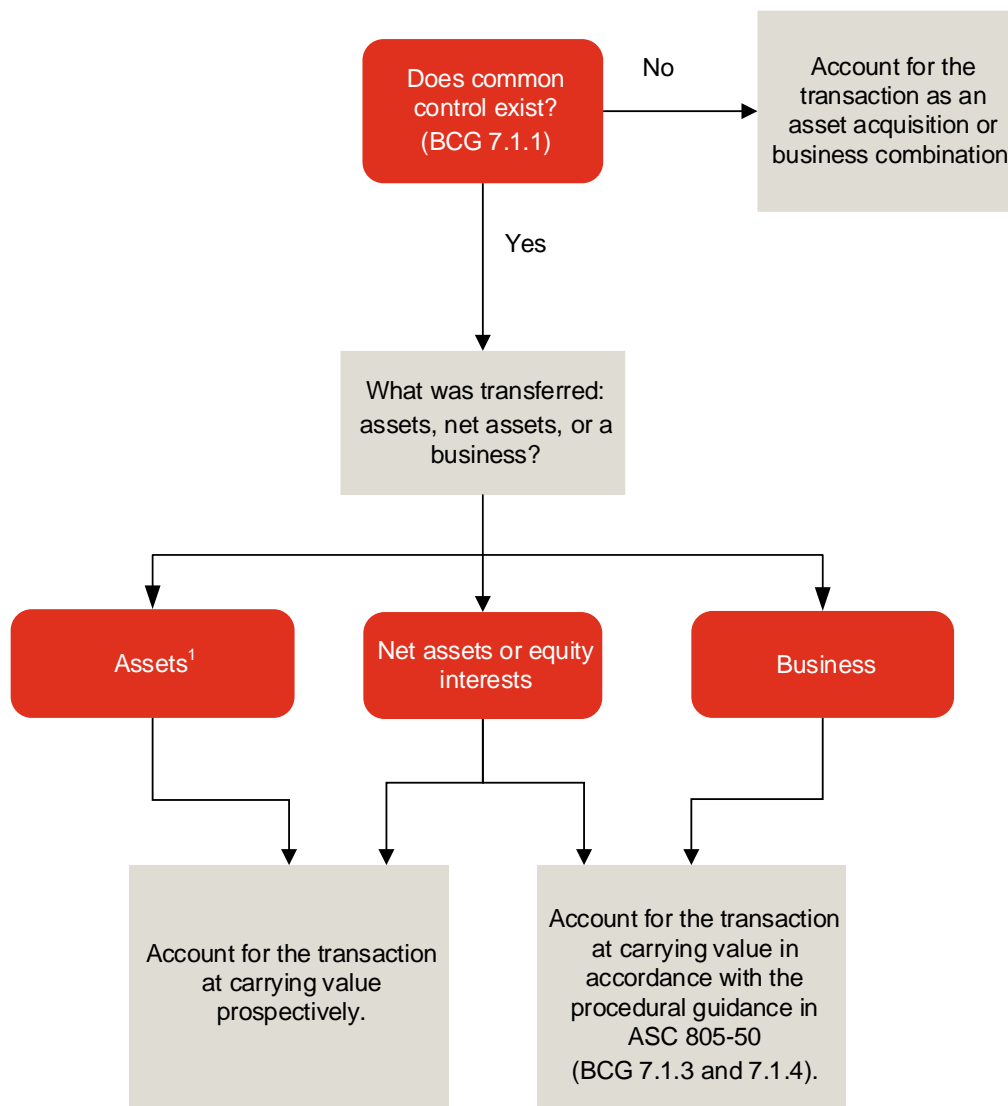 Does common
control exist?
(BCG 7.1.1)
No
Account for the
transaction as an
asset acquisition or
business combination
Yes
What was transferred:
assets, net assets, or a
business?
Assets¹
Net assets or equity
interests
Business
Account for the transaction
at carrying value
prospectively.
Account for the transaction
at carrying value in
accordance with the
procedural guidance in
ASC 805-50
(BCG 7.1.3 and 7.1.4).